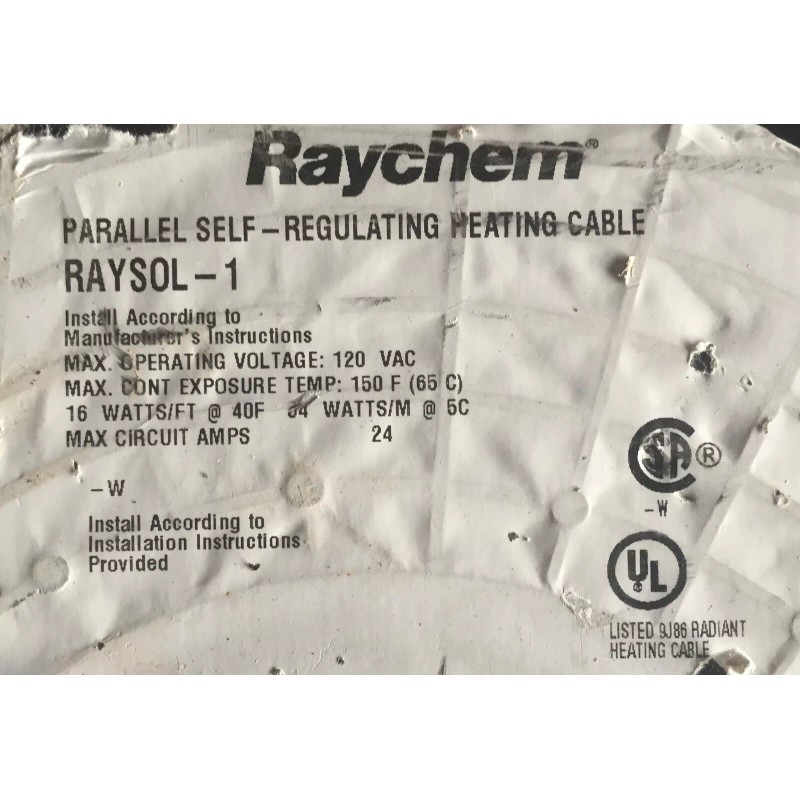 Raychem®
PARALLEL SELF-REGULATING HEATING CABLE
RAYSOL-1
Install According to
Manufacturer's Instructions
MAX. OPERATING VOLTAGE: 120 VAC
MAX. CONT EXPOSURE TEMP: 150 F (65 C)
16 WATTS/FT @ 40F WATTS/M @ 5C
MAX CIRCUIT AMPS 24
SA®
-W
-W
Install According to
Installation Instructions
Provided
UL
LISTED 9J86 RADIANT
HEATING CABLE